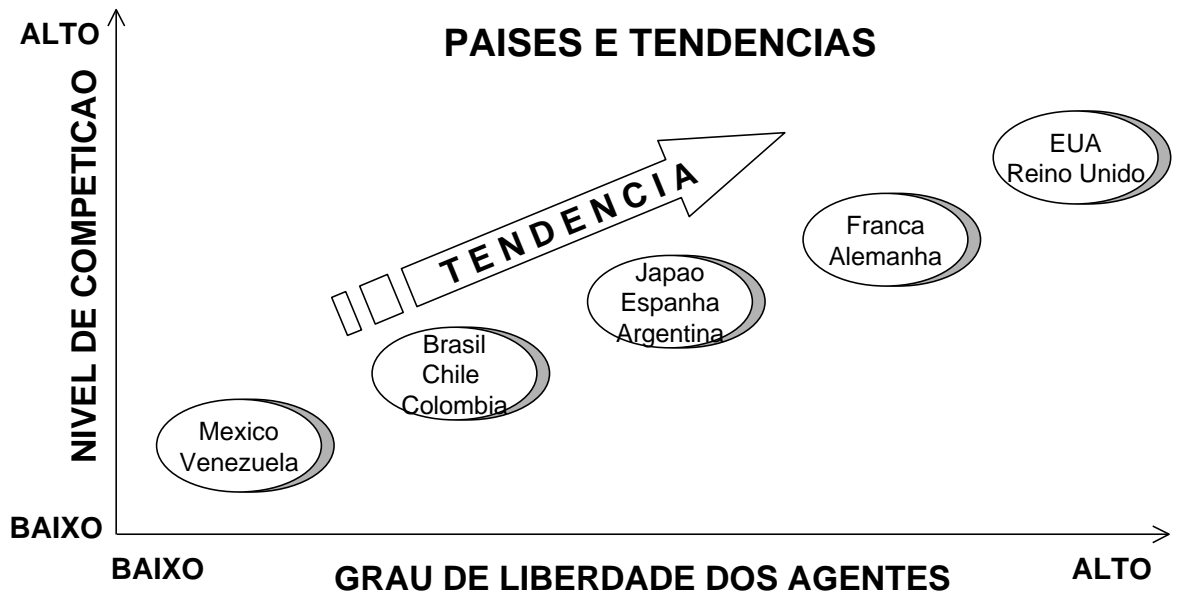 ALTO
PAISES E TENDENCIAS
NIVEL DE COMPETICAO
TENDENCIA
EUA
Reino Unido
Franca
Alemanha
Japao
Espanha
Argentina
Brasil
Chile
Colombia
Mexico
Venezuela
BAIXO
BAIXO
GRAU DE LIBERDADE DOS AGENTES
ALTO